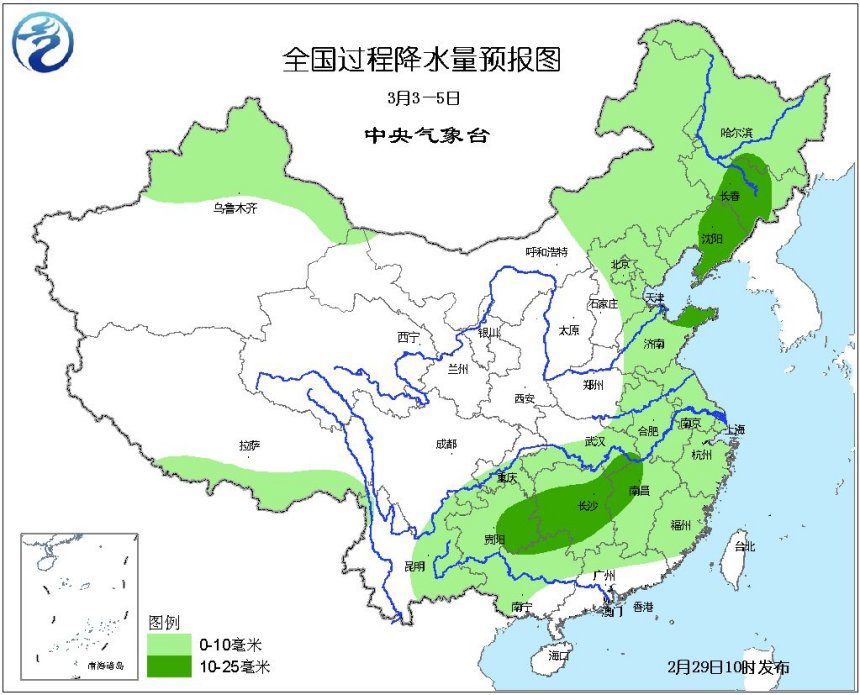 全国过程降水量预报图
3月3—5日
中央气象台
哈尔滨
长春
乌鲁木齐
沈阳
呼和浩特
北京
天津
石家庄
银川
太原
西宁
济南
兰州
郑州
西安
南京
上海
合肥
武汉
拉萨
成都
杭州
重庆
南昌
长沙
福州
贵阳
台北
昆明
广州
南宁
澳门
香港
海口
图例
0-10毫米
10-25毫米
南海诸岛
2月29日10时发布